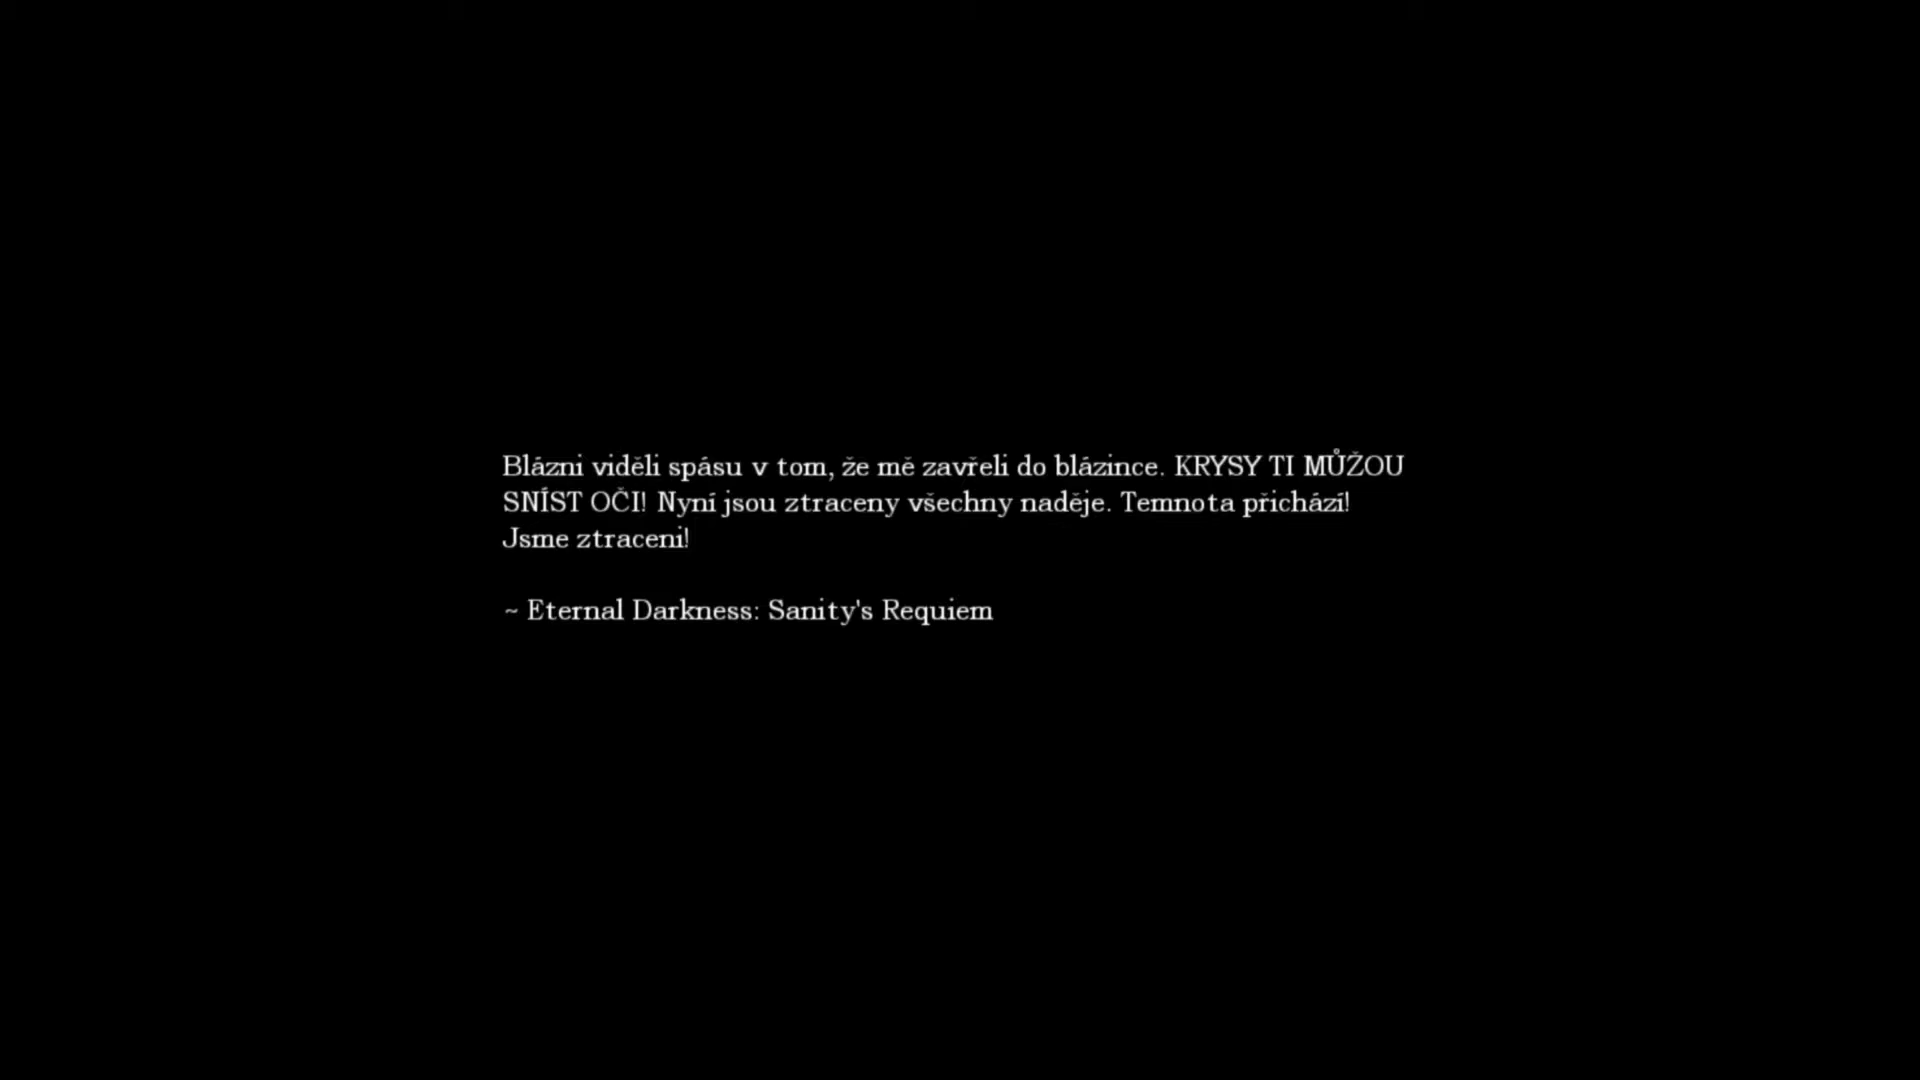 Blázni viděli spásu v tom, že mě zavřeli do blázince. KRYSY TI MŮŽOU
SNÍST OČI! Nyní jsou ztraceny všechny naděje. Temnota přichází!
Jsme ztraceni!
~ Eternal Darkness: Sanity's Requiem